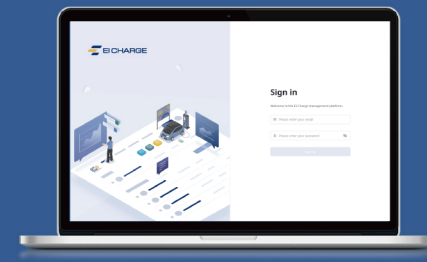 EI CHARGE
Sign in
Welcome to the EI Charge management platform.
Please enter your email
Please enter your password